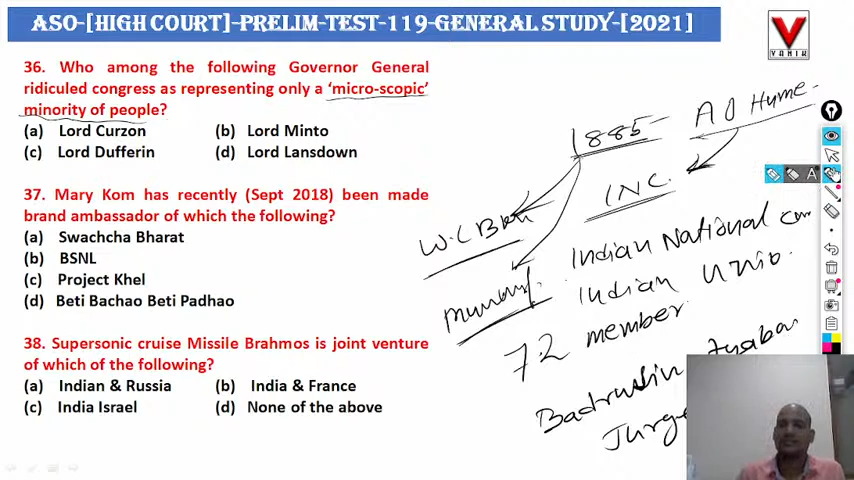 ASO-[HIGH COURT]-PRELIM-TEST-119-GENERAL STUDY-[2021]
V
VAMIK
36. Who among the following Governor General
ridiculed congress as representing only a ‘micro-scopic’
minority of people?
(a) Lord Curzon (b) Lord Minto
(c) Lord Dufferin (d) Lord Lansdown
37. Mary Kom has recently (Sept 2018) been made
brand ambassador of which the following?
(a) Swachcha Bharat
(b) BSNL
(c) Project Khel
(d) Beti Bachao Beti Padhao
38. Supersonic cruise Missile Brahmos is joint venture
of which of the following?
(a) Indian & Russia (b) India & France
(c) India Israel (d) None of the above
1885 A O Hume
INC.
W.C
Indian National
Indian
72 member
A